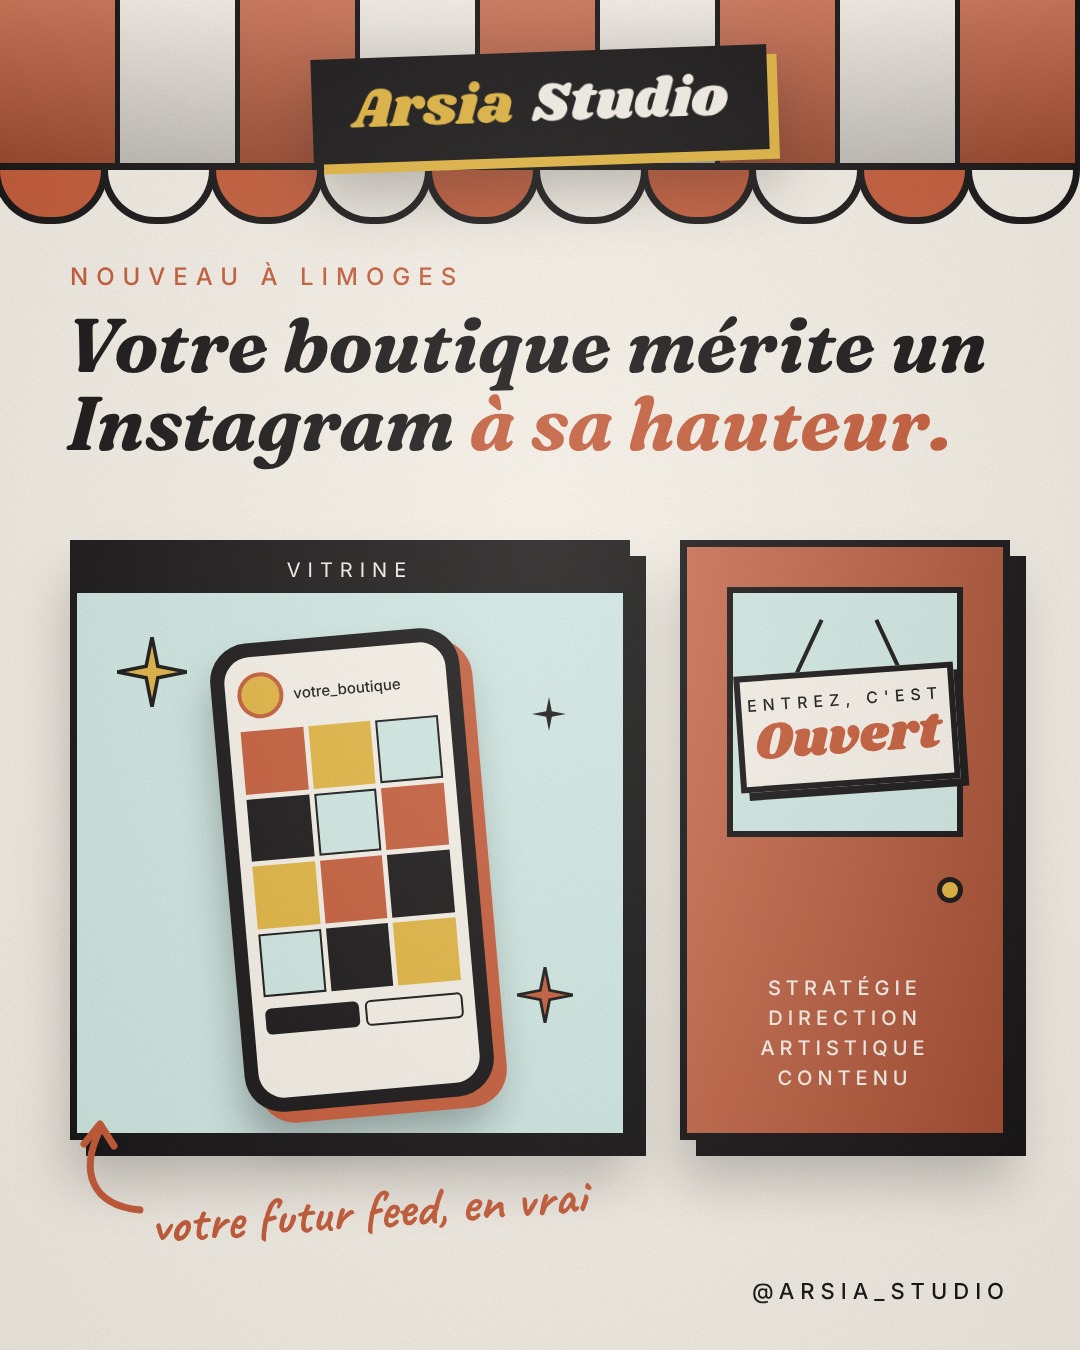 Arsia Studio
NOUVEAU À LIMOGES
Votre boutique mérite un
Instagram à sa hauteur.
VITRINE
votre_boutique
ENTREZ, C'EST
Ouvert
STRATÉGIE
DIRECTION
ARTISTIQUE
CONTENU
votre futur feed, en vrai
@ARSIA_STUDIO